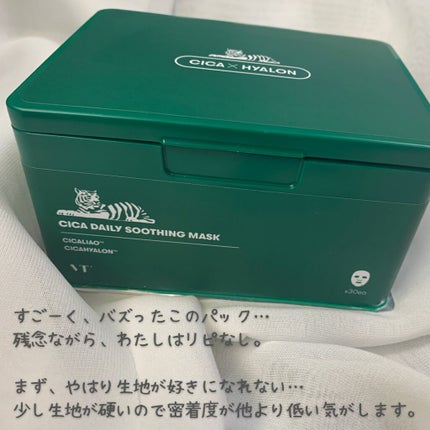 CICA × HYALON
CICA DAILY SOOTHING MASK
CICALIAO™
CICAHYALON™
VT
x30ea
すごーく、バズったこのパック…
残念ながら、わたしはリピなし。
まず、やはり生地が好きになれない…
少し生地が硬いので密着度が他より低い気がします。